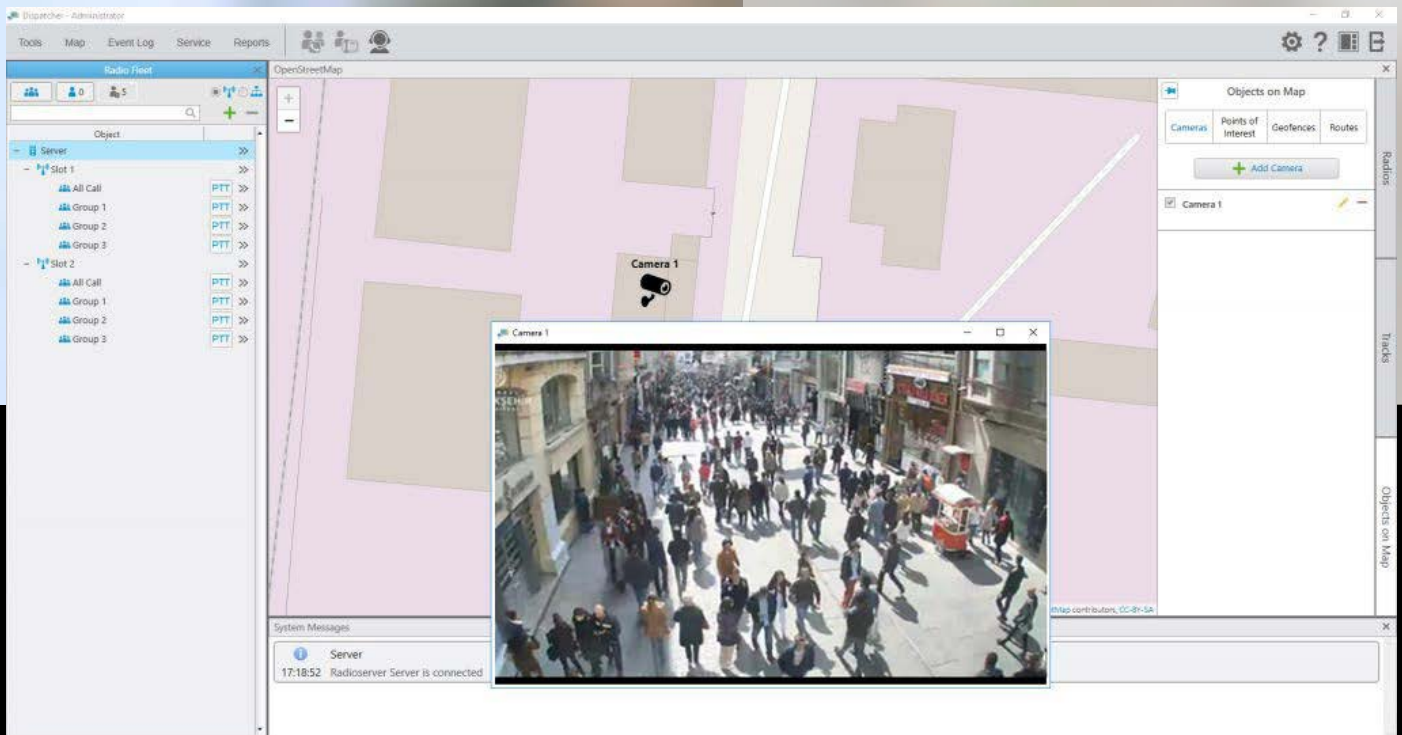 Dispatcher - Administrator
Tools Map Event Log Service Reports
Radio Fleet
0 5
Object
Server
Slot 1
All Call PTT
Group 1 PTT
Group 2 PTT
Group 3 PTT
Slot 2
All Call PTT
Group 1 PTT
Group 2 PTT
Group 3 PTT
OpenStreetMap
Camera 1
Camera 1
Objects on Map
Cameras
Points of
Interest
Geofences
Routes
Add Camera
Camera 1
Radios
Tracks
Objects on Map
contributors, CC-BY-SA
System Messages
Server
17:18:52 Radioserver Server is connected